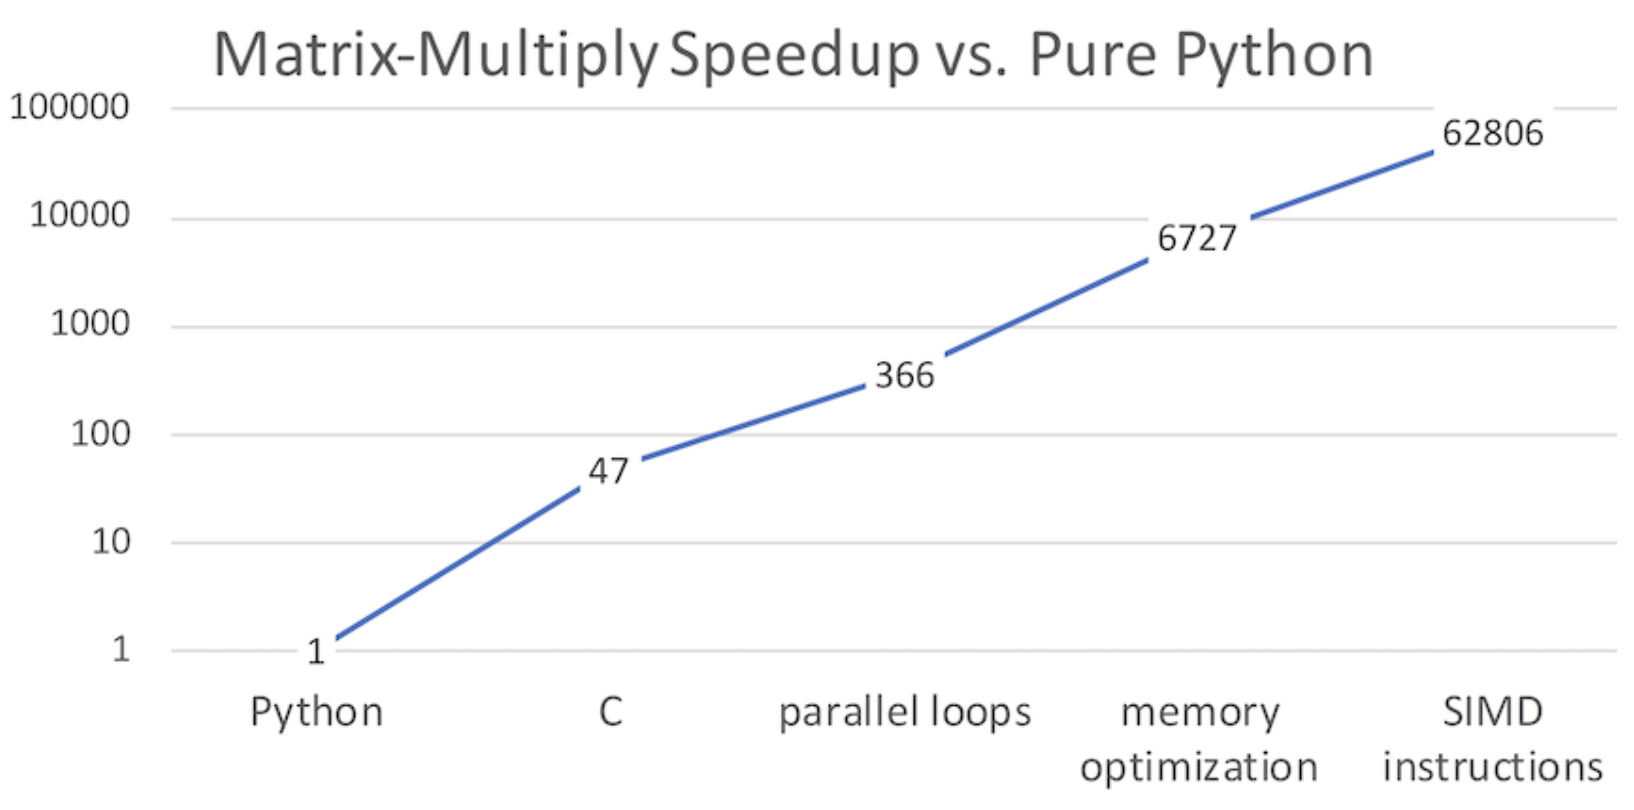 Matrix-Multiply Speedup vs. Pure Python
100000
62806
10000
6727
1000
366
100
47
10
1
1
Python
C
parallel loops
memory
optimization
SIMD
instructions